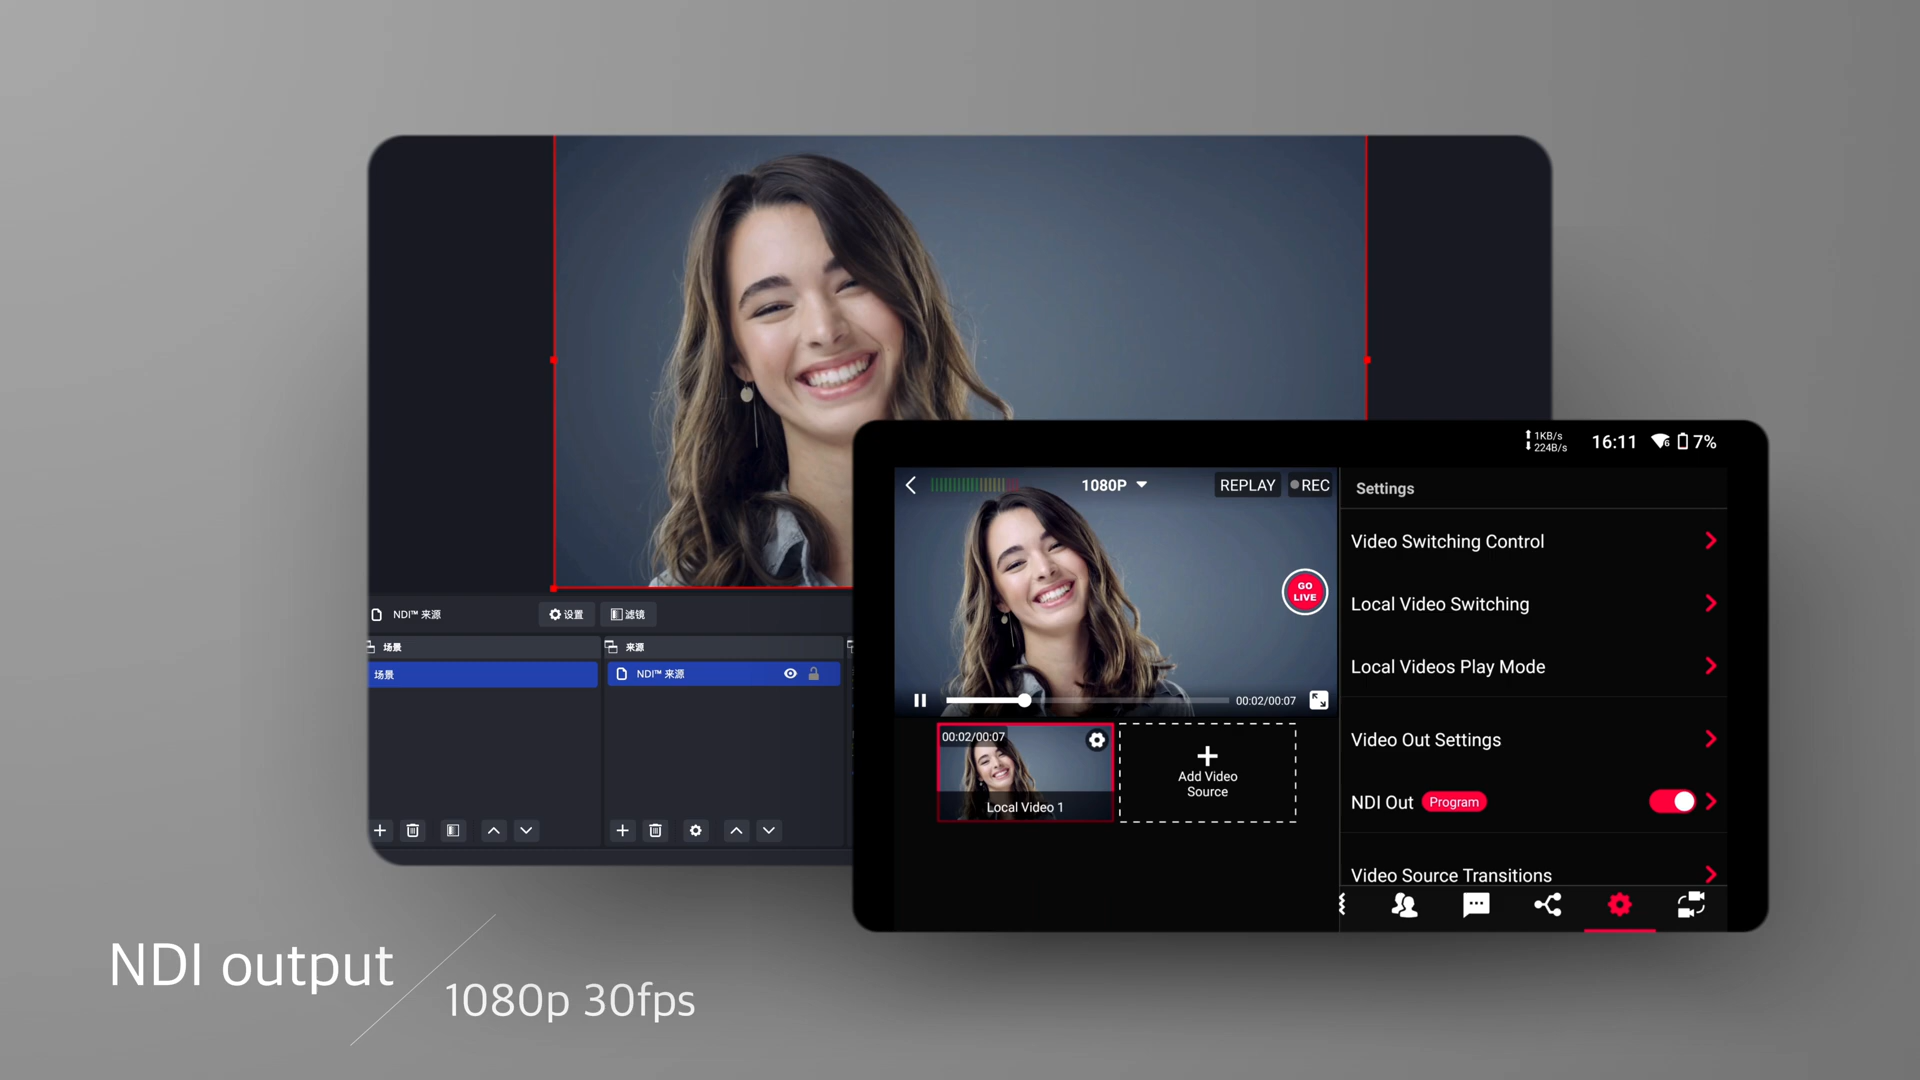 1KB/s
224B/s
16:11
7%
1080P
REPLAY
REC
Settings
Video Switching Control
GO
LIVE
Local Video Switching
Local Videos Play Mode
00:02/00:07
Video Out Settings
00:02/00:07
Add Video
Source
Local Video 1
NDI Out
Program
Video Source Transitions
NDI™ 来源
设置
滤镜
场景
来源
场景
NDI™ 来源
NDI output
1080p 30fps